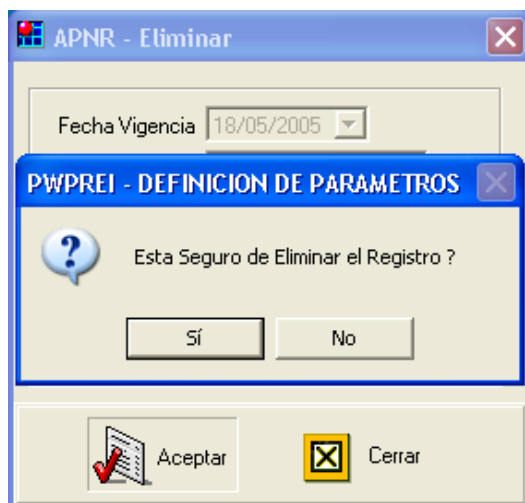 APNR - Eliminar
Fecha Vigencia 18/05/2005
PWPREI - DEFINICION DE PARAMETROS
Esta Seguro de Eliminar el Registro ?
Sí No
Aceptar Cerrar